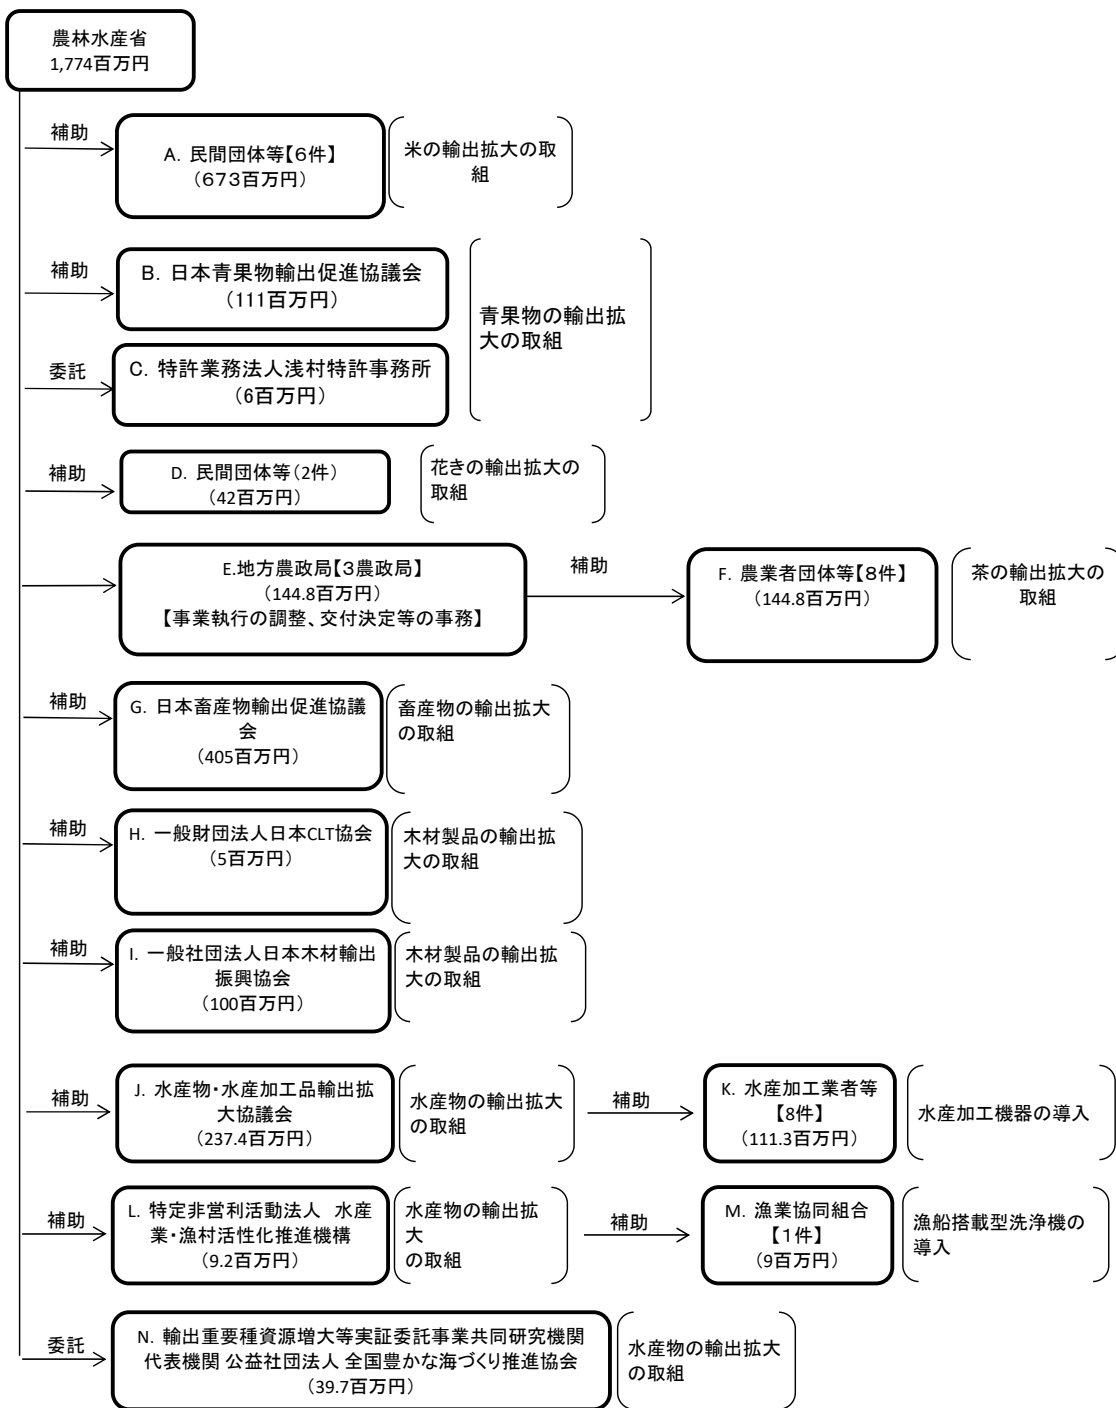 農林水産省
1,774百万円
補助
A. 民間団体等【６件】
（673百万円）
米の輸出拡大の取
組
補助
B. 日本青果物輸出促進協議会
（111百万円）
委託
C. 特許業務法人浅村特許事務所
（6百万円）
青果物の輸出拡
大の取組
補助
D. 民間団体等（2件）
（42百万円）
花きの輸出拡大の
取組
E.地方農政局【３農政局】
（144.8百万円）
【事業執行の調整、交付決定等の事務】
補助
F. 農業者団体等【８件】
（144.8百万円）
茶の輸出拡大の
取組
補助
G. 日本畜産物輸出促進協議
会
（405百万円）
畜産物の輸出拡大
の取組
補助
H. 一般財団法人日本CLT協会
（5百万円）
木材製品の輸出拡
大の取組
補助
I. 一般社団法人日本木材輸出
振興協会
（100百万円）
木材製品の輸出拡
大の取組
補助
J. 水産物・水産加工品輸出拡
大協議会
（237.4百万円）
水産物の輸出拡大
の取組
補助
K. 水産加工業者等
【8件】
（111.3百万円）
水産加工機器の導入
補助
L. 特定非営利活動法人　水産
業・漁村活性化推進機構
（9.2百万円）
水産物の輸出拡
大
の取組
補助
M. 漁業協同組合
【１件】
（9百万円）
漁船搭載型洗浄機の
導入
委託
N. 輸出重要種資源増大等実証委託事業共同研究機関
代表機関 公益社団法人 全国豊かな海づくり推進協会
（39.7百万円）
水産物の輸出拡大
の取組